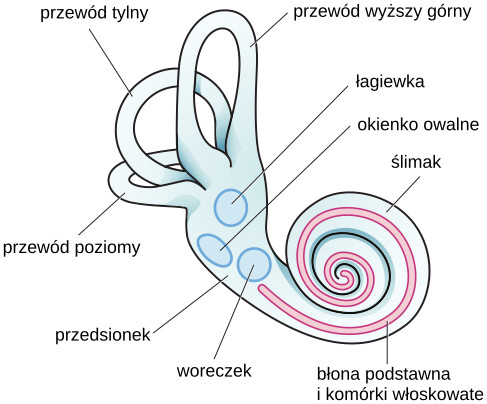 przewód tylny
przewód wyższy górny
łagiewka
okienko owalne
ślimak
przewód poziomy
przedsionek
woreczek
błona podstawna
i komórki włoskowate